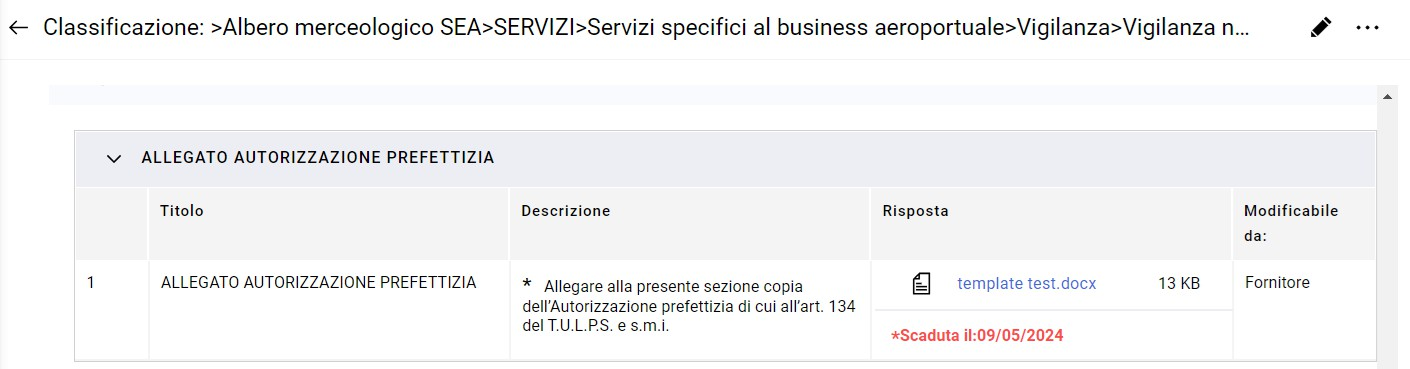 Classificazione: >Albero merceologico SEA>SERVIZI>Servizi specifici al business aeroportuale>Vigilanza>Vigilanza n...
ALLEGATO AUTORIZZAZIONE PREFETTIZIA
Titolo
Descrizione
Risposta
Modificabile
da:
1
ALLEGATO AUTORIZZAZIONE PREFETTIZIA
* Allegare alla presente sezione copia
dell'Autorizzazione prefettizia di cui all'art. 134
del T.U.L.P.S. e s.m.i.
template test.docx 13 KB
*Scaduta il:09/05/2024
Fornitore